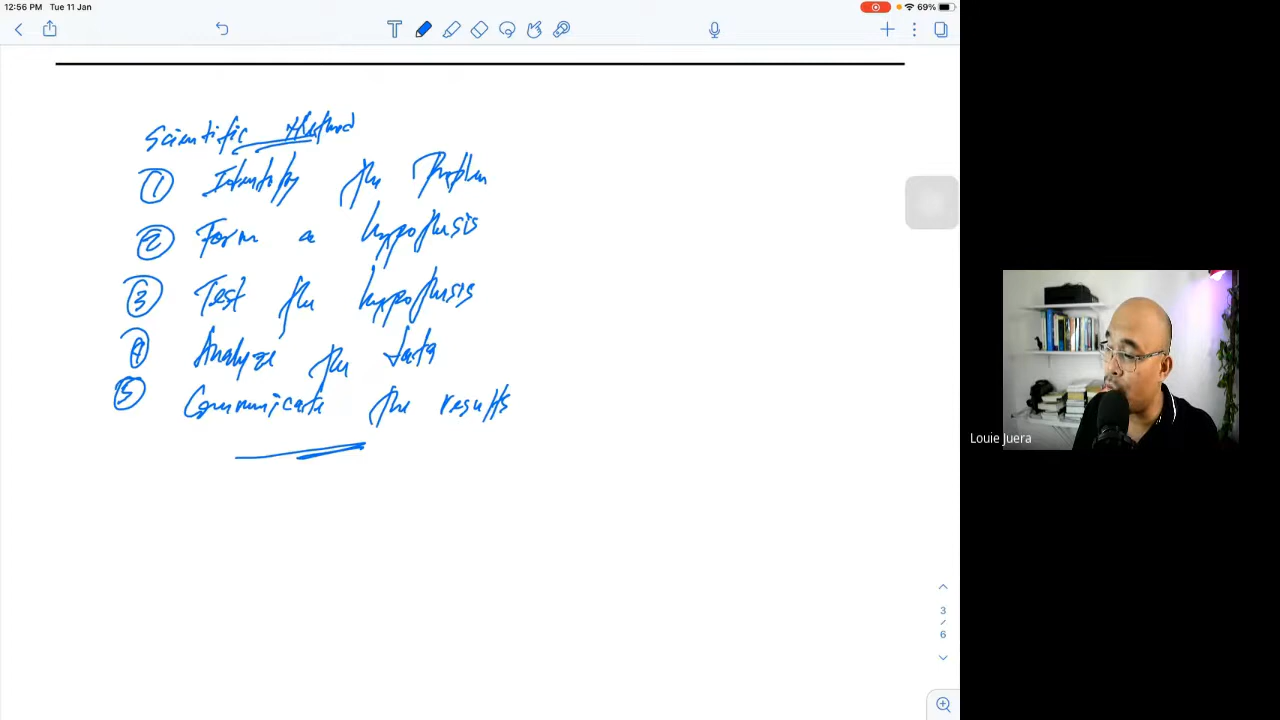 12:56 PM Tue 11 Jan
69%
Scientific Method
① Identify the Problem
② Form a hypothesis
③ Test the hypothesis
④ Analyze the data
⑤ Communicate the results
Louie Juera
3
/
6